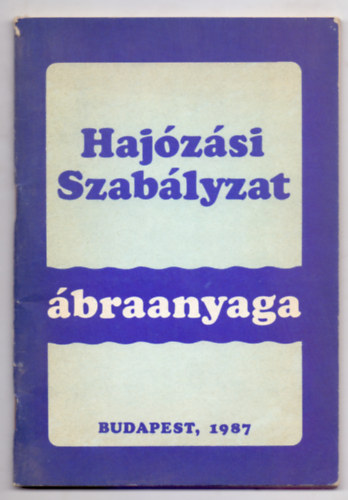 Hajózási
Szabályzat
ábraanyaga
BUDAPEST, 1987